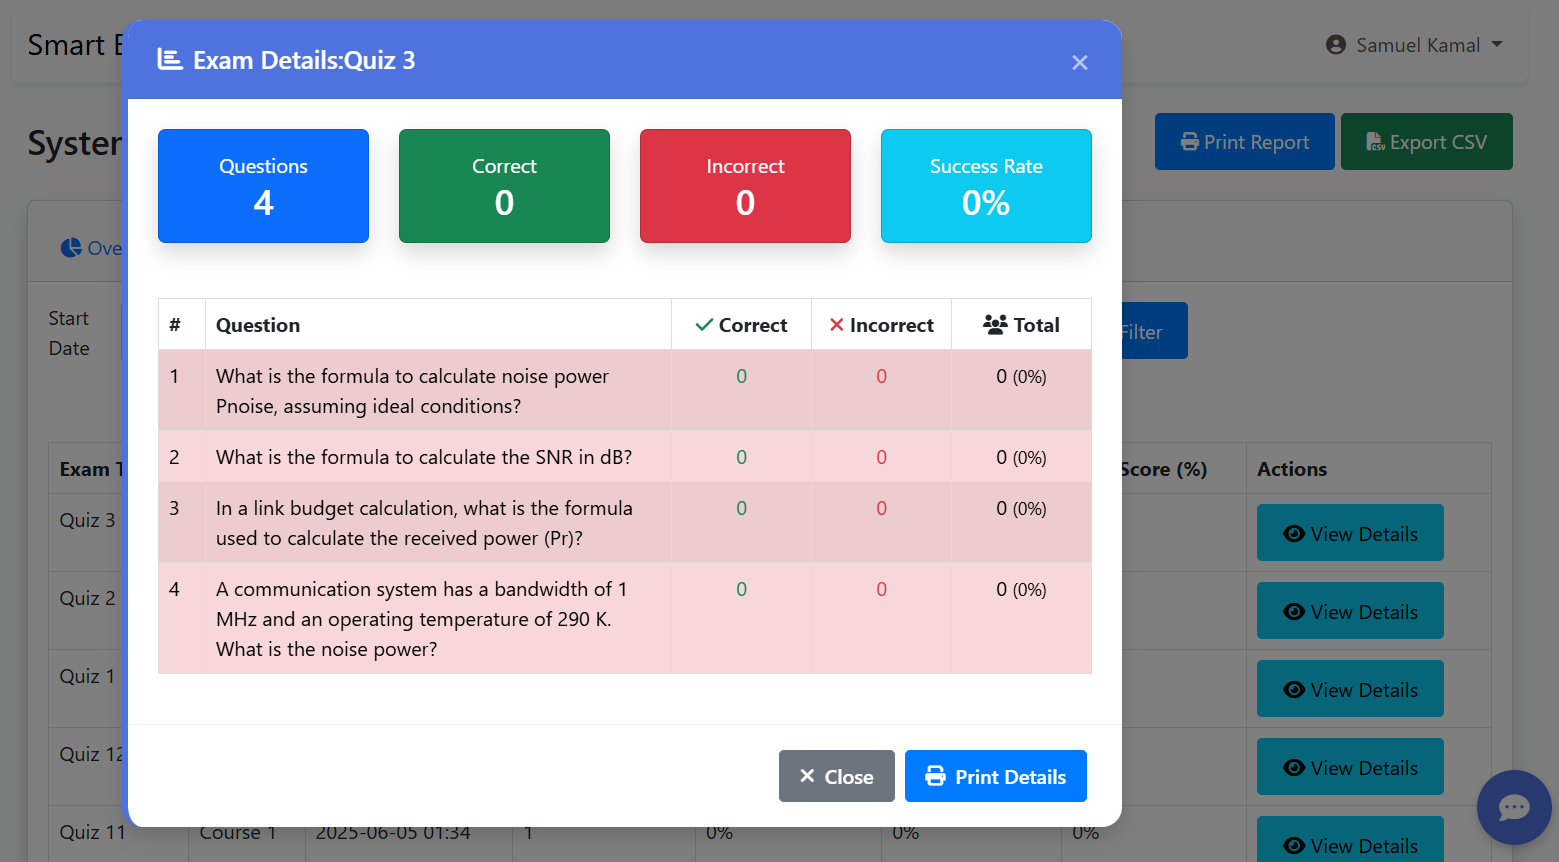 Smart E
Samuel Kamal
Exam Details:Quiz 3
System
Print Report
Export CSV
Questions
4
Correct
0
Incorrect
0
Success Rate
0%
Ove
Start
Date
Filter
# Question Correct Incorrect Total
1 What is the formula to calculate noise power 0 0 0 (0%)
Pnoise, assuming ideal conditions?
2 What is the formula to calculate the SNR in dB? 0 0 0 (0%)
3 In a link budget calculation, what is the formula 0 0 0 (0%)
used to calculate the received power (Pr)?
4 A communication system has a bandwidth of 1 0 0 0 (0%)
MHz and an operating temperature of 290 K.
What is the noise power?
Close
Print Details
Exam T Score (%) Actions
Quiz 3 View Details
Quiz 2 View Details
Quiz 1 View Details
Quiz 12 View Details
Quiz 11 Course 1 2025-06-05 01:34 1 0% 0% 0% View Details